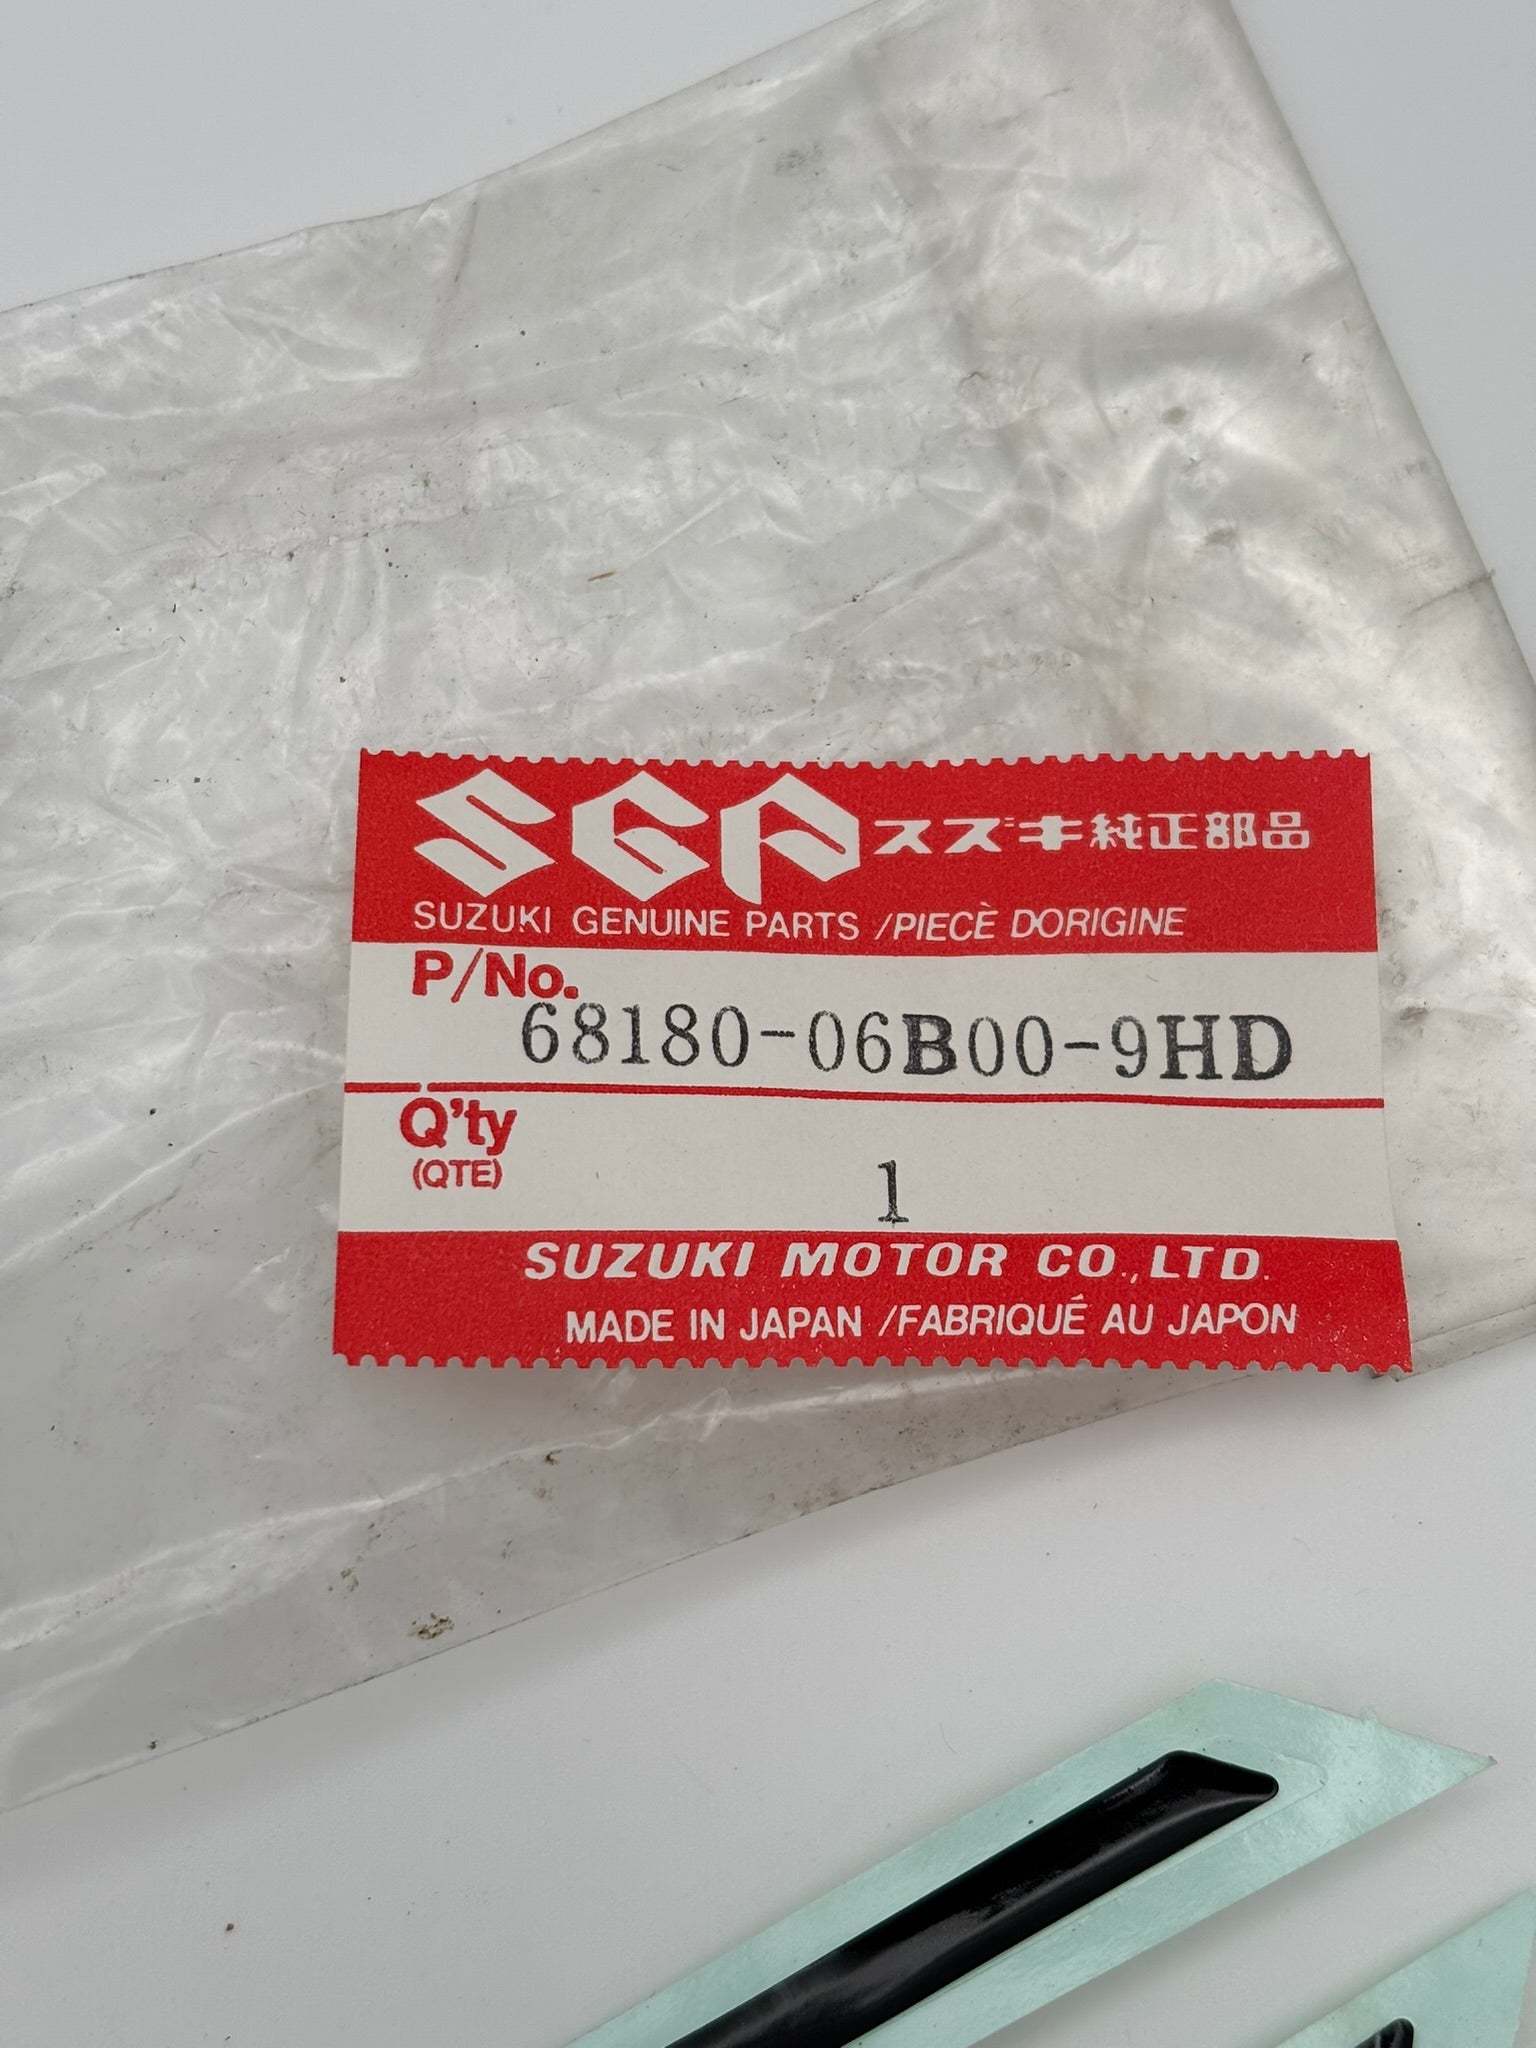 SGP スズキ純正部品
SUZUKI GENUINE PARTS /PIECÈ DORIGINE
P/No.
68180-06B00-9HD
Q'ty
(QTE)
1
SUZUKI MOTOR CO.,LTD.
MADE IN JAPAN /FABRIQUÉ AU JAPON